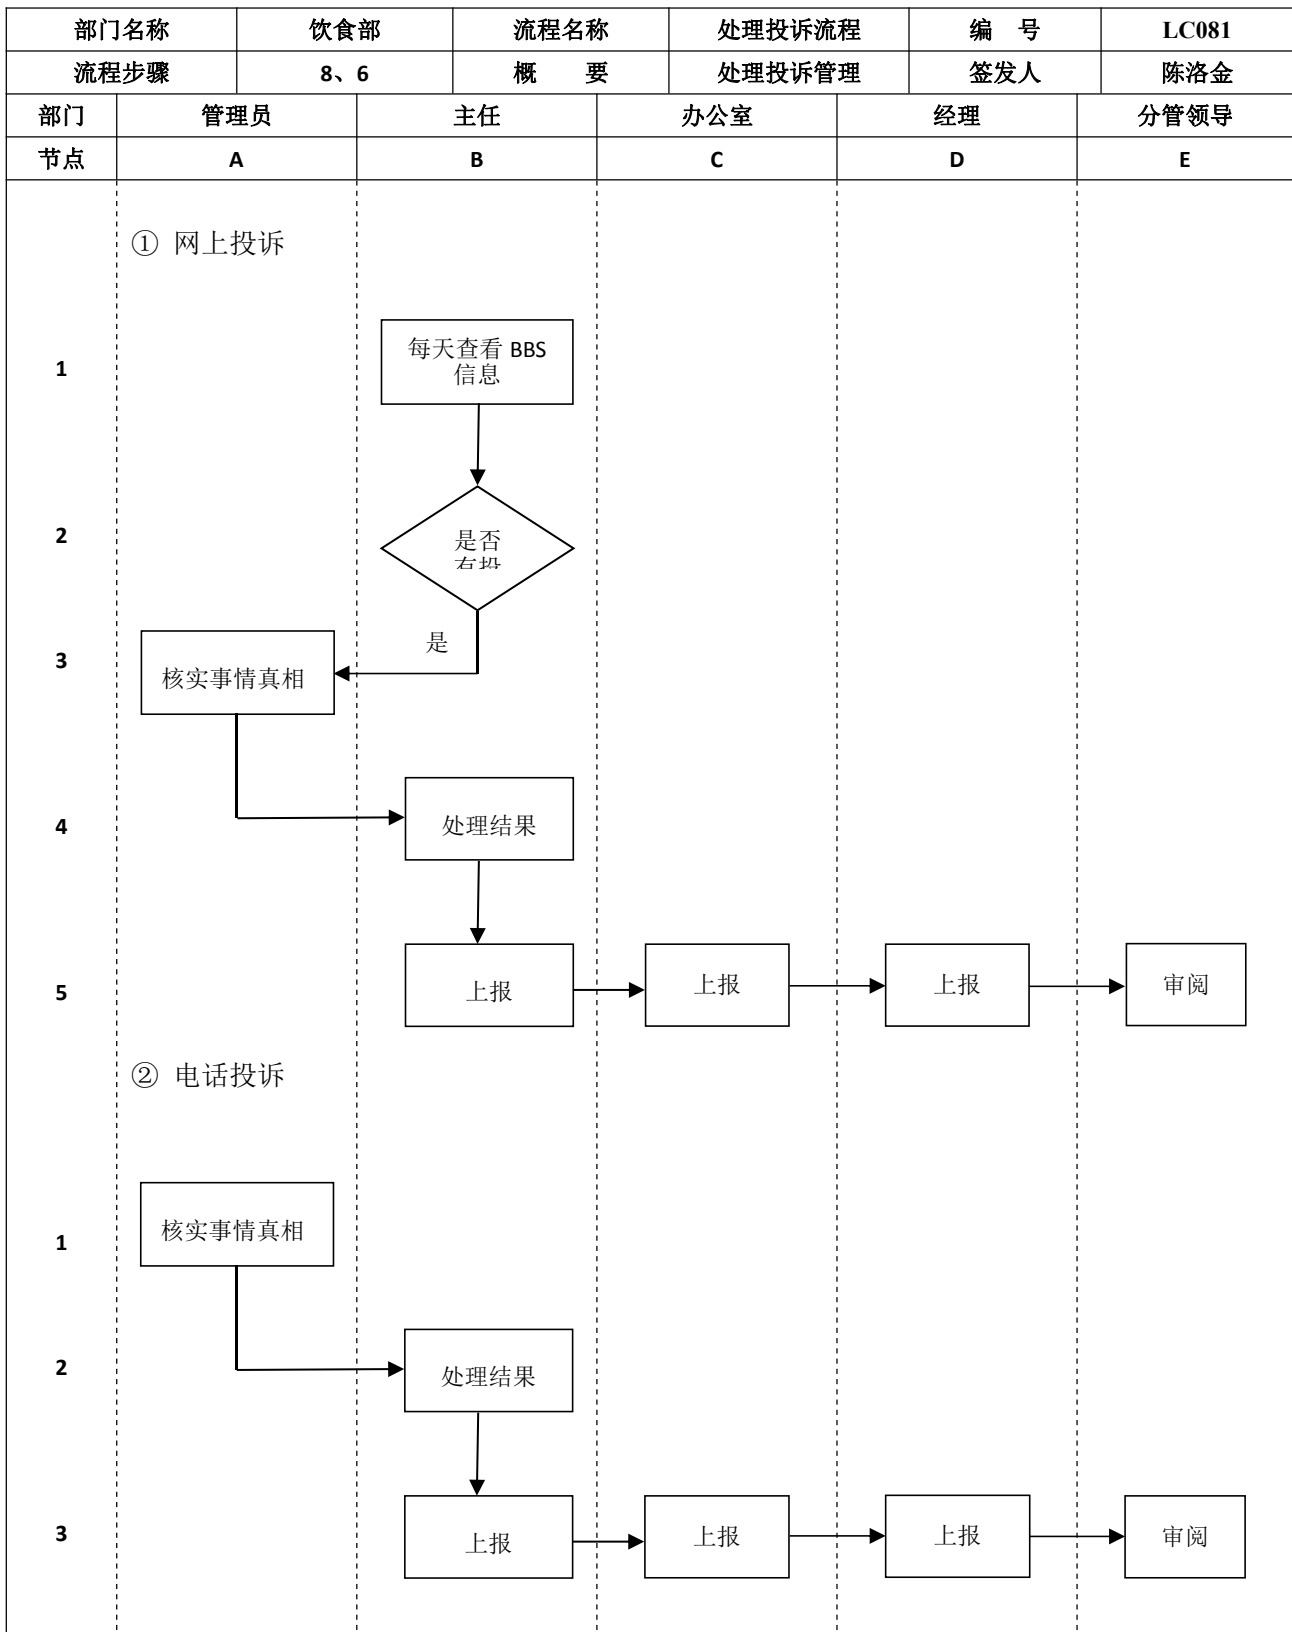 部门名称 饮食部 流程名称 处理投诉流程 编 号 LC081
流程步骤 8、6 概 要 处理投诉管理 签发人 陈洛金
部门 管理员 主任 办公室 经理 分管领导
节点 A B C D E
① 网上投诉
1
每天查看 BBS
信息
2
是否
有投
是
3
核实事情真相
4
处理结果
5
上报 上报 上报 审阅
② 电话投诉
1
核实事情真相
2
处理结果
3
上报 上报 上报 审阅